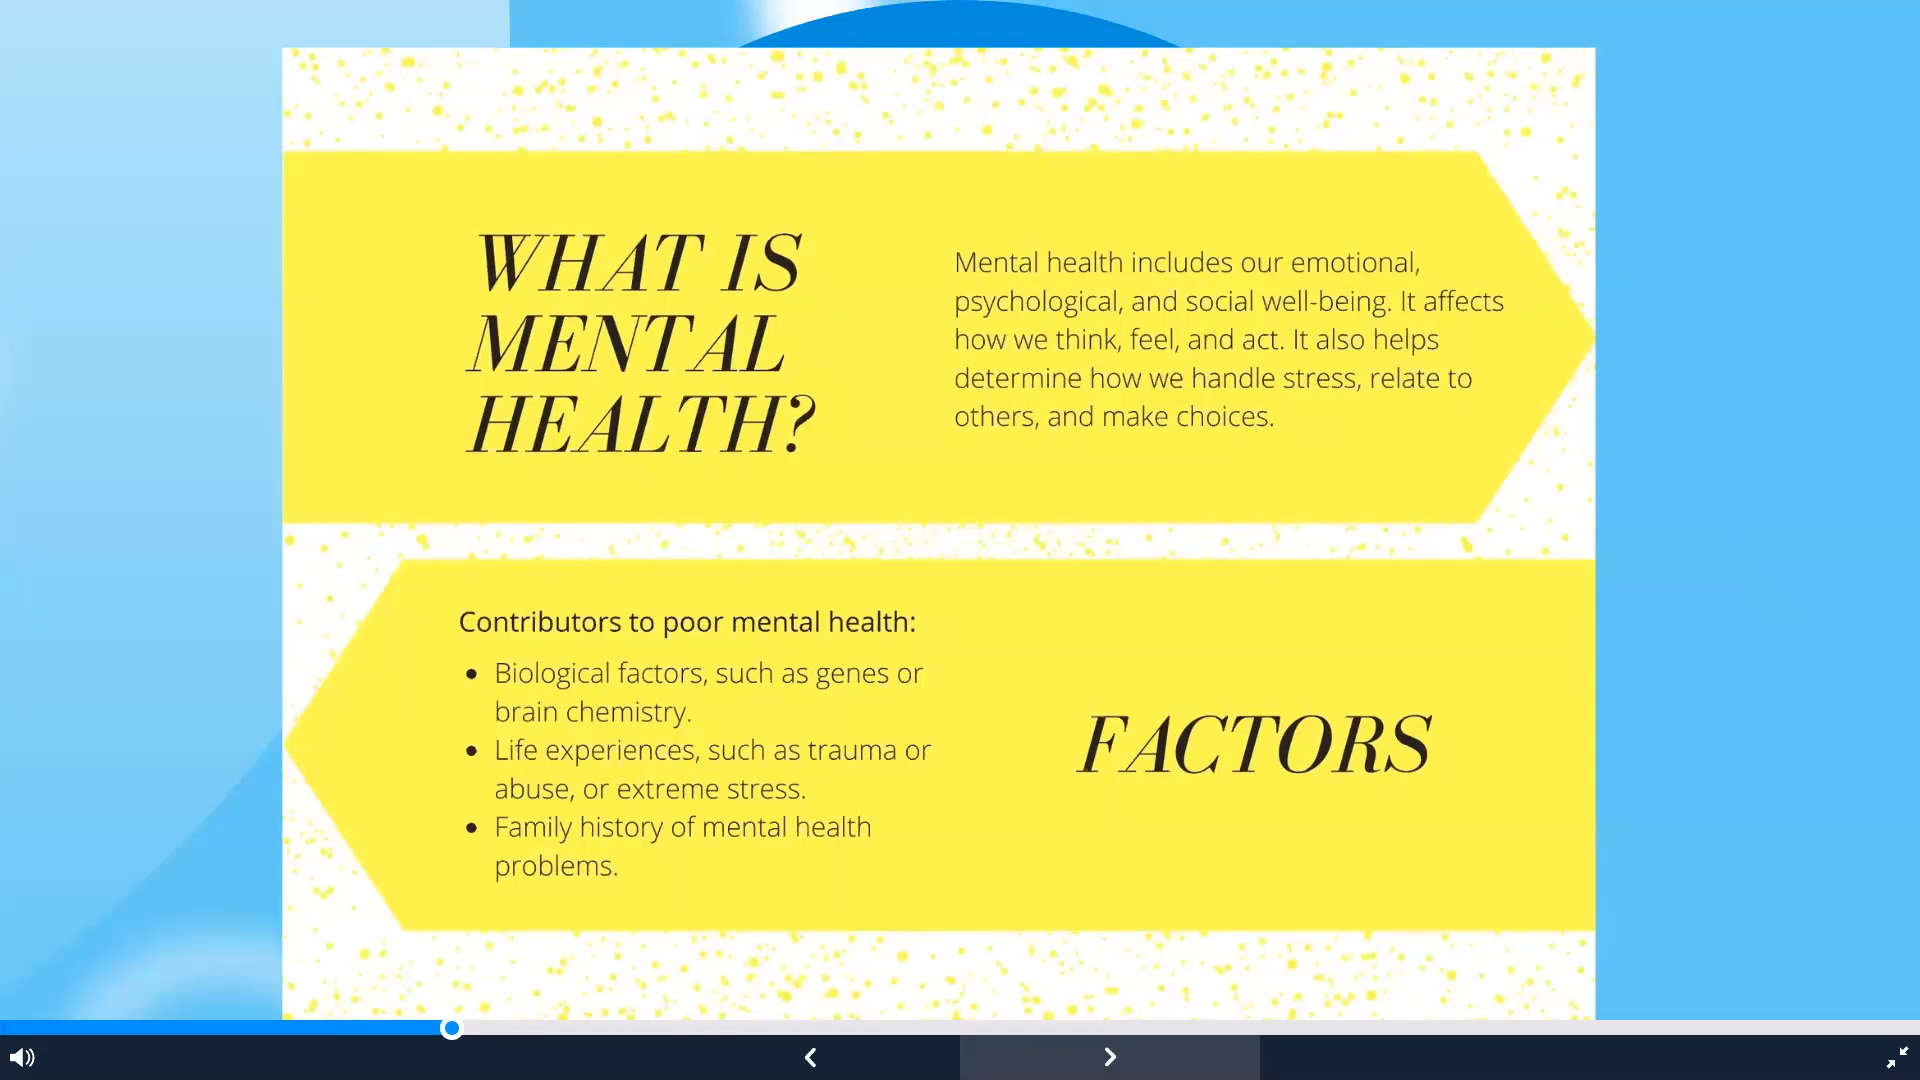 WHAT IS
MENTAL
HEALTH?
Mental health includes our emotional,
psychological, and social well-being. It affects
how we think, feel, and act. It also helps
determine how we handle stress, relate to
others, and make choices.
Contributors to poor mental health:
• Biological factors, such as genes or
brain chemistry.
• Life experiences, such as trauma or
abuse, or extreme stress.
• Family history of mental health
problems.
FACTORS